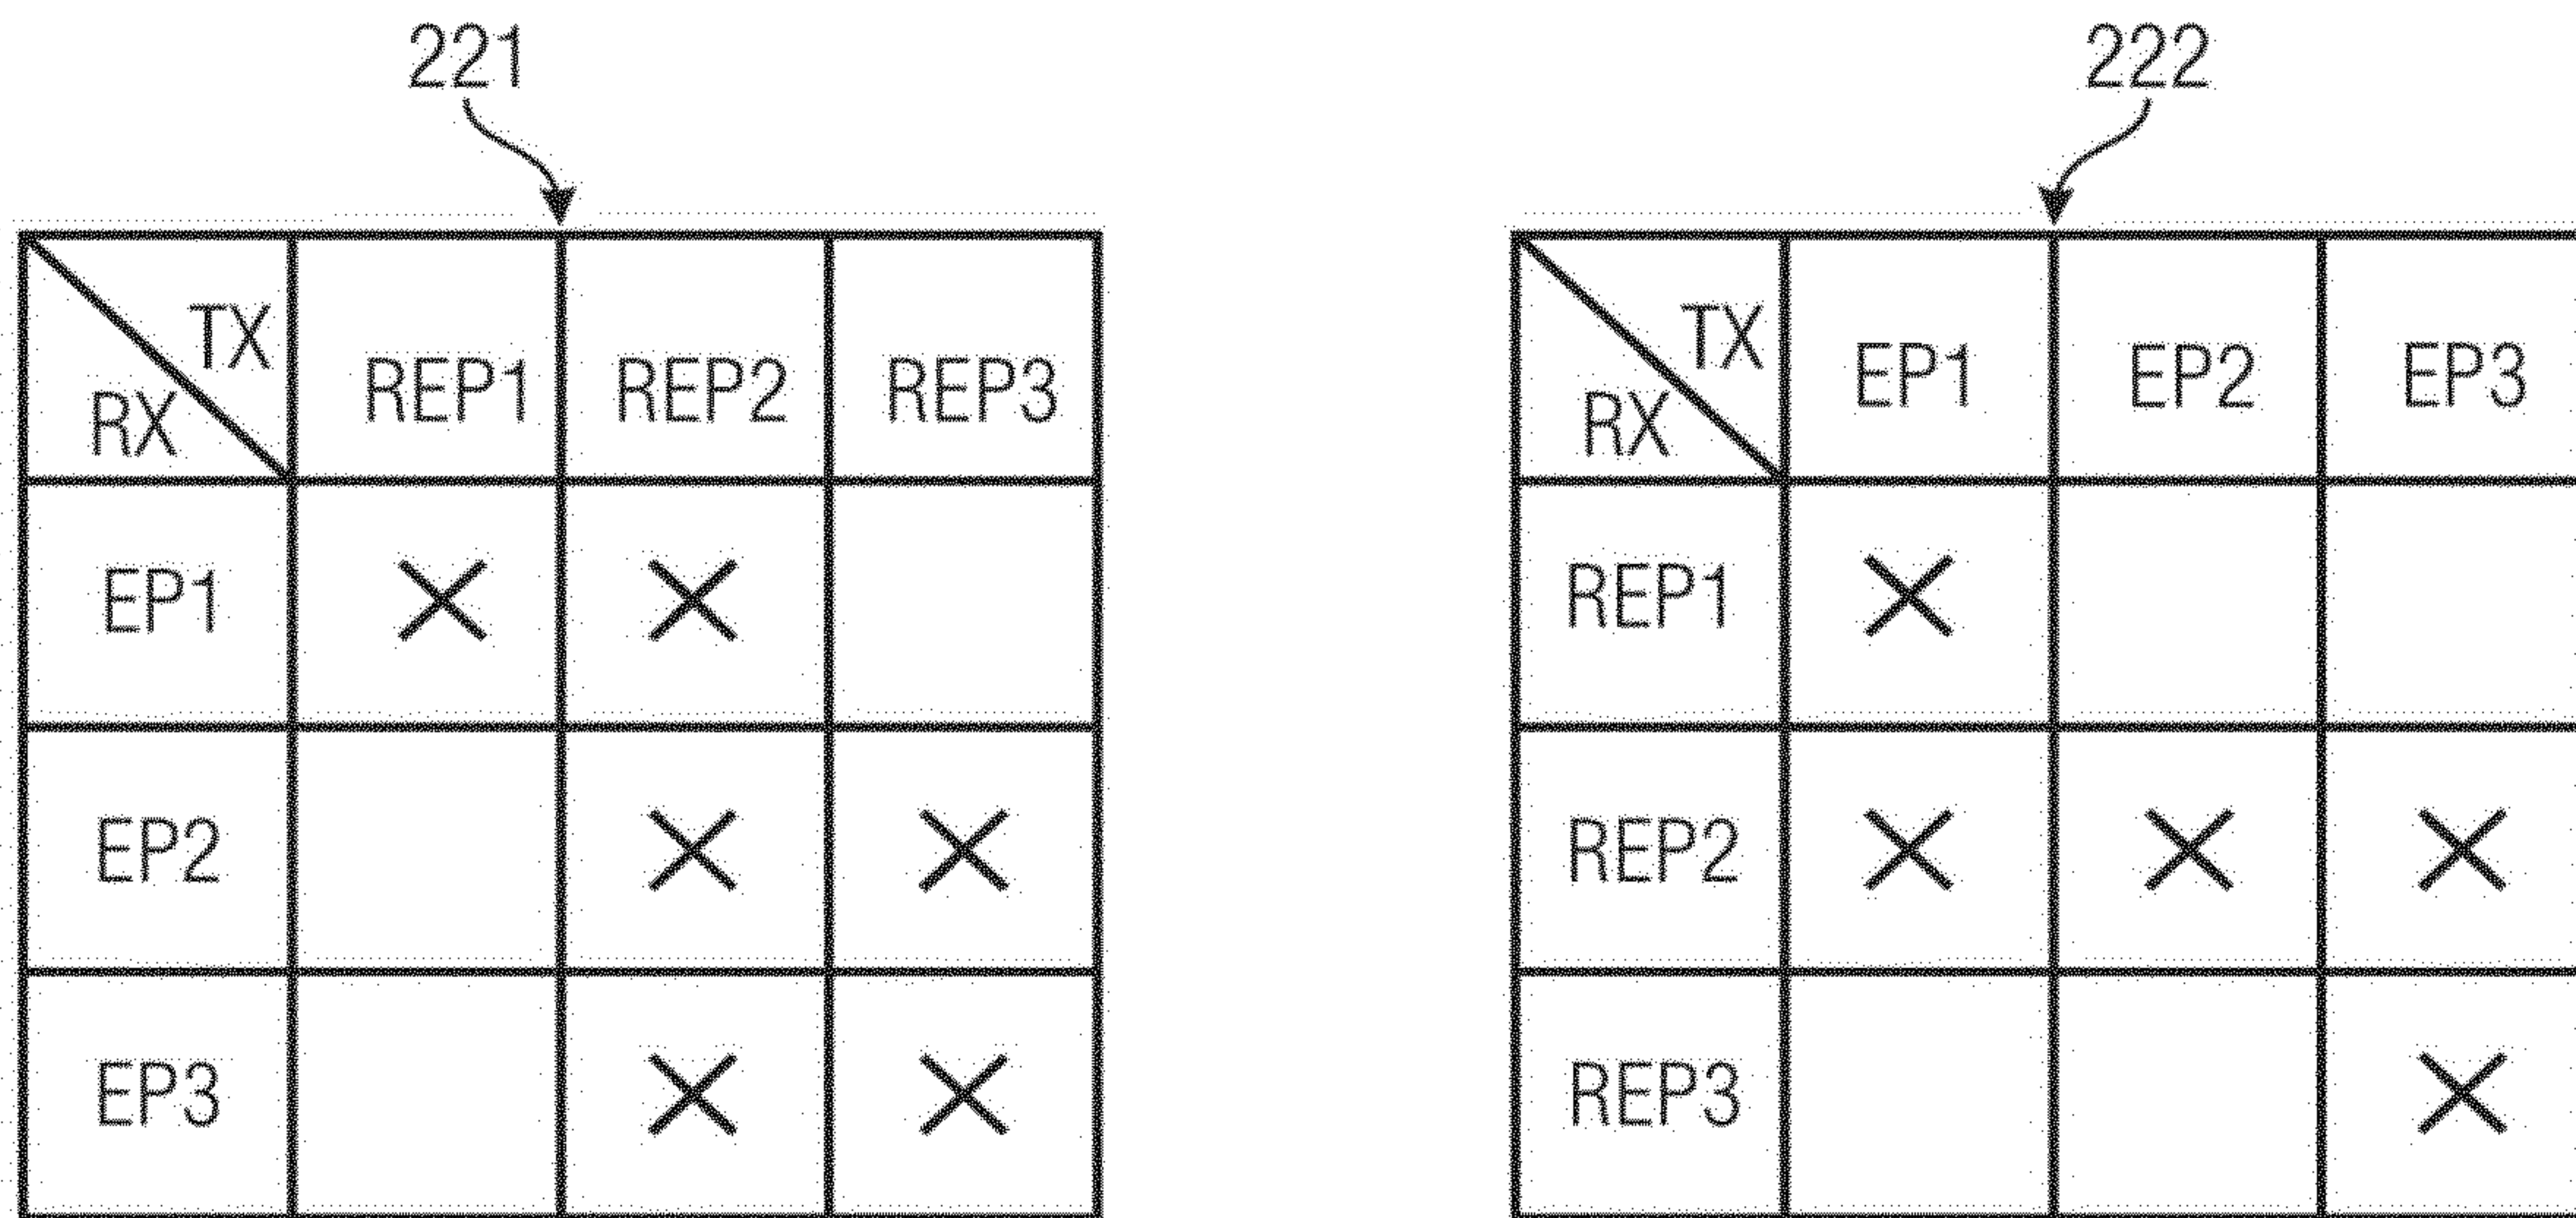 221
222
TX
RX
REP1 REP2 REP3
EP1 X X
EP2 X X
EP3 X X
TX
RX
EP1 EP2 EP3
REP1 X
REP2 X X X
REP3 X